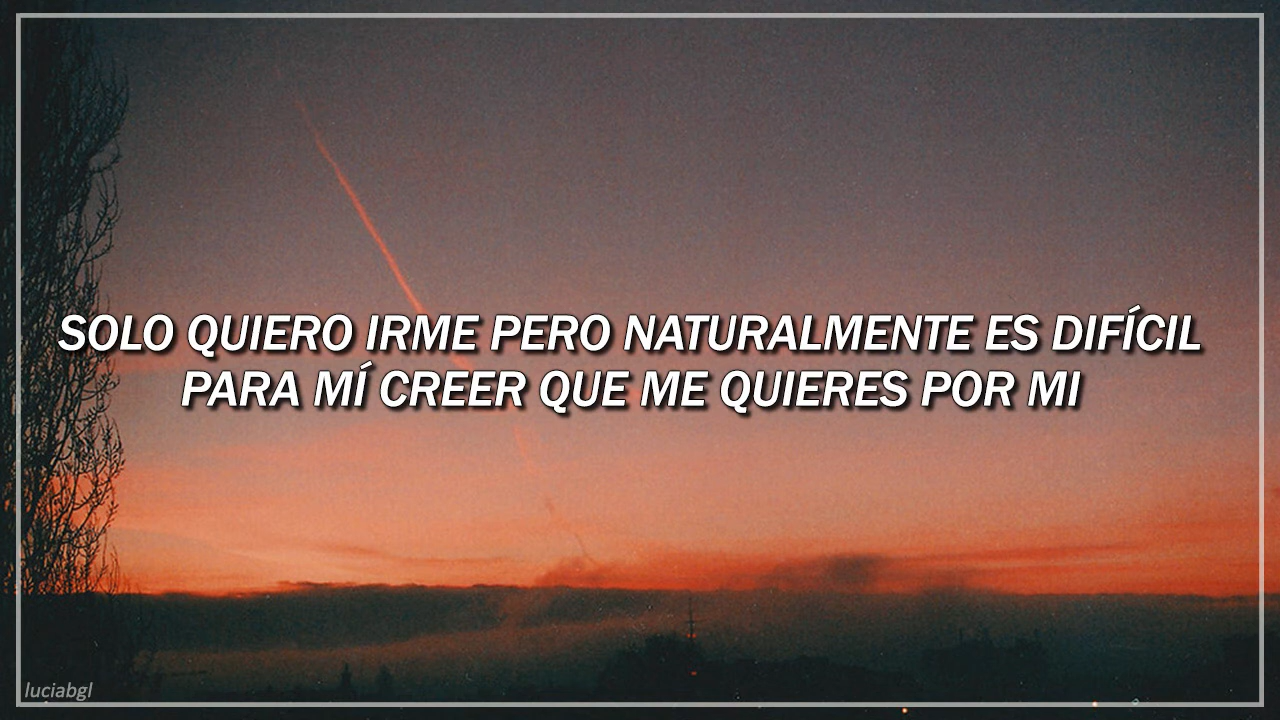 SOLO QUIERO IRME PERO NATURALMENTE ES DIFÍCIL
PARA MÍ CREER QUE ME QUIERES POR MI
luciabgl